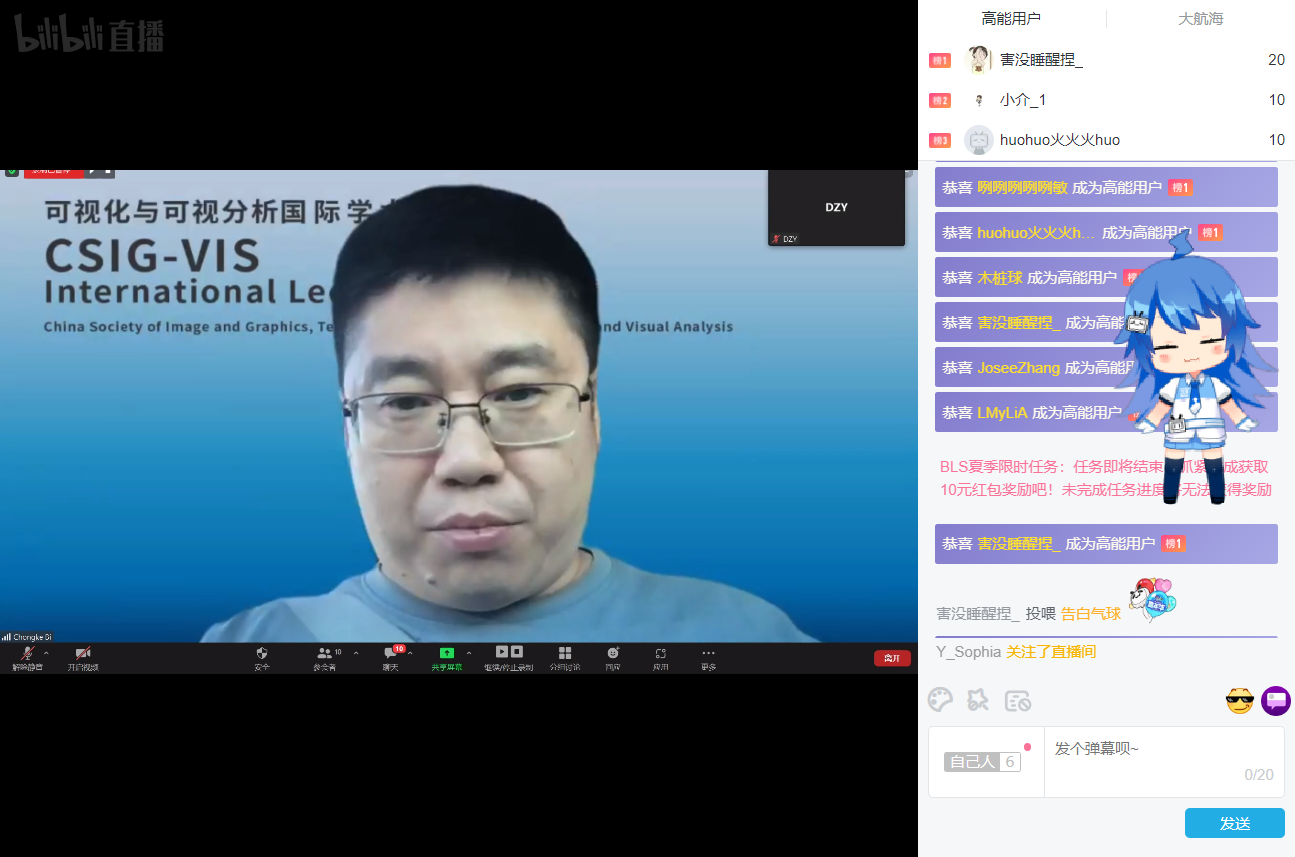 bilibili直播
可视化与可视分析国际学
CSIG-VIS
International Le
China Society of Image and Graphics, Te
nd Visual Analysis
DZY
DZY
Chongke Bi
解除静音
开启视频
安全
参会者
10
聊天
10
共享屏幕
继续/停止录制
分组讨论
回应
应用
更多
离开
高能用户
大航海
榜1
害没睡醒捏_
20
榜2
小介_1
10
榜3
huohuo火火火huo
10
恭喜 咧咧咧咧咧敏 成为高能用户 榜1
恭喜 huohuo火火火h... 成为高能用户 榜1
恭喜 木桩球 成为高能用户
恭喜 害没睡醒捏_ 成为高能
恭喜 JoseeZhang 成为高能
恭喜 LMyLiA 成为高能用户
BLS夏季限时任务：任务即将结束 抓紧 成获取
10元红包奖励吧！未完成任务进度 无法 得奖励
恭喜 害没睡醒捏_ 成为高能用户 榜1
害没睡醒捏_ 投喂 告白气球
Y_Sophia 关注了直播间
自己人 6
发个弹幕呗~
0/20
发送